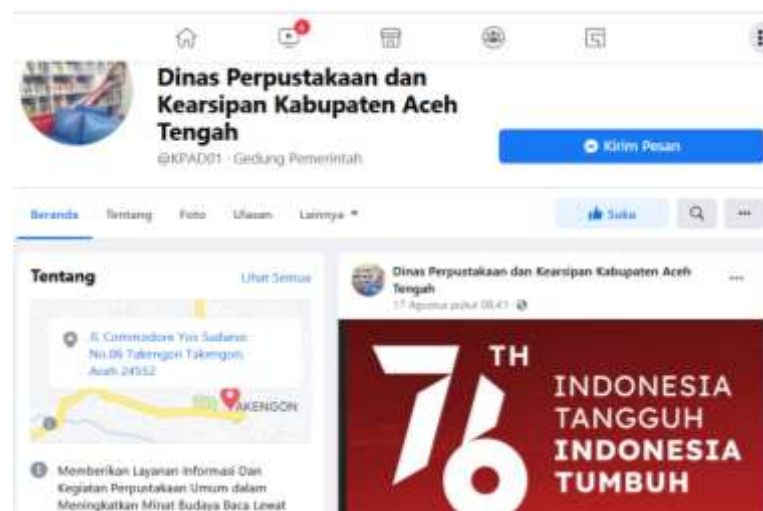 Dinas Perpustakaan dan
Kearsipan Kabupaten Aceh
Tengah
@KPAD01 · Gedung Pemerintah
Kirim Pesan
Beranda Tentang Foto Ulasan Lainnya
Suka
Tentang Lihat Semua
Jl. Commodore Yos Sudarso
No.06 Takengon Takengon,
Aceh 24552
TAKENGON
Memberikan Layanan Informasi Dan
Kegiatan Perpustakaan Umum dalam
Meningkatkan Minat Budaya Baca Lewat
Dinas Perpustakaan dan Kearsipan Kabupaten Aceh
Tengah
17 Agustus pukul 08.41
76 TH
INDONESIA
TANGGUH
INDONESIA
TUMBUH